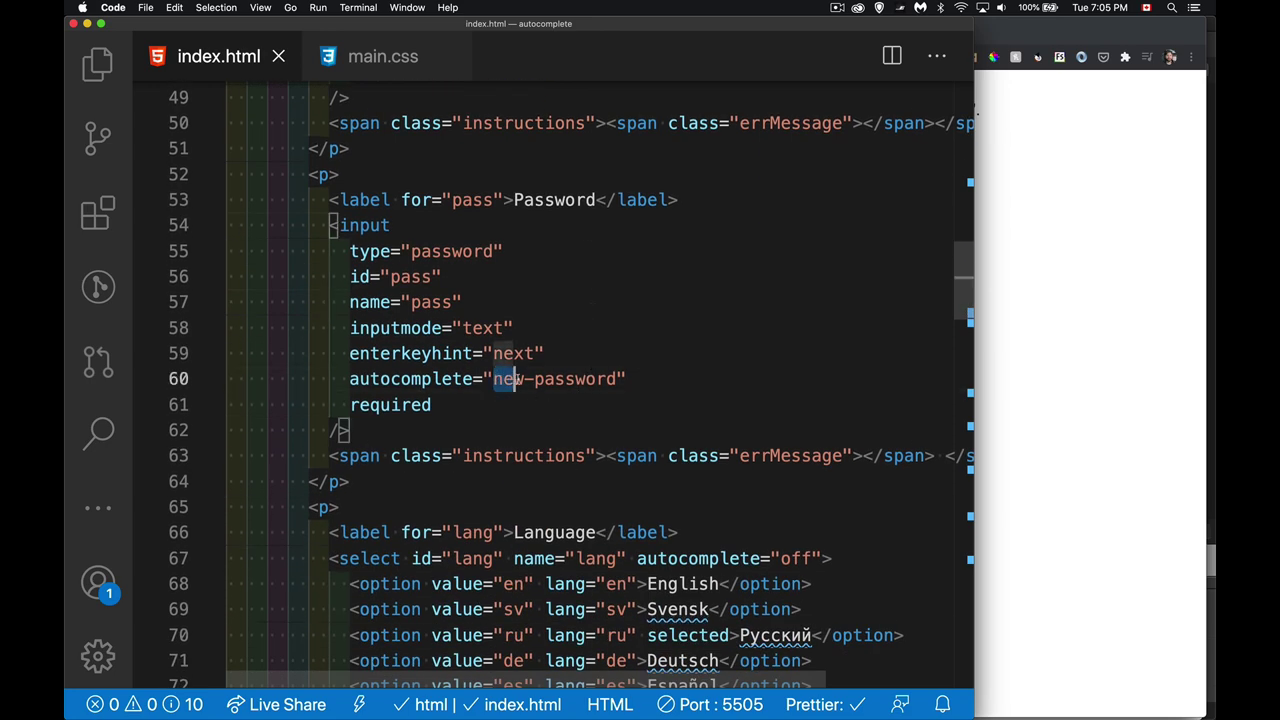 Code File Edit Selection View Go Run Terminal Window Help 100% Tue 7:05 PM
index.html — autocomplete
index.html main.css
49 />
50 <span class="instructions"><span class="errMessage"></span></sp
51 </p>
52 <p>
53 <label for="pass">Password</label>
54 <input
55 type="password"
56 id="pass"
57 name="pass"
58 inputmode="text"
59 enterkeyhint="next"
60 autocomplete="new-password"
61 required
62 />
63 <span class="instructions"><span class="errMessage"></span> </s
64 </p>
65 <p>
66 <label for="lang">Language</label>
67 <select id="lang" name="lang" autocomplete="off">
68 <option value="en" lang="en">English</option>
69 <option value="sv" lang="sv">Svensk</option>
70 <option value="ru" lang="ru" selected>Русский</option>
71 <option value="de" lang="de">Deutsch</option>
72 <option value="es" lang="es">Español</option>
1
0 0 10 Live Share html index.html HTML Port : 5505 Prettier: